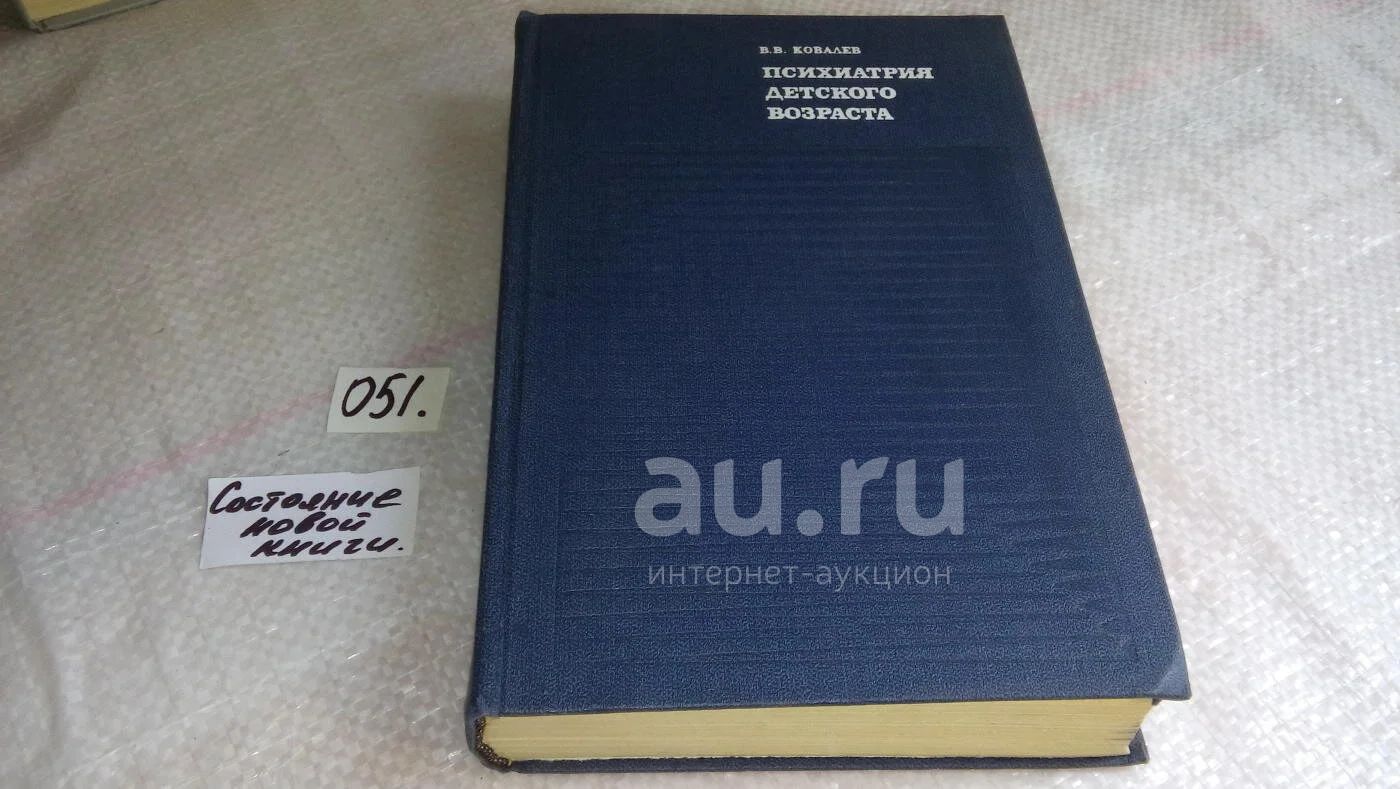 В.В. КОВАЛЕВ
ПСИХИАТРИЯ
ДЕТСКОГО
ВОЗРАСТА
051.
Состояние
новой
книги.
au.ru
интернет-аукцион